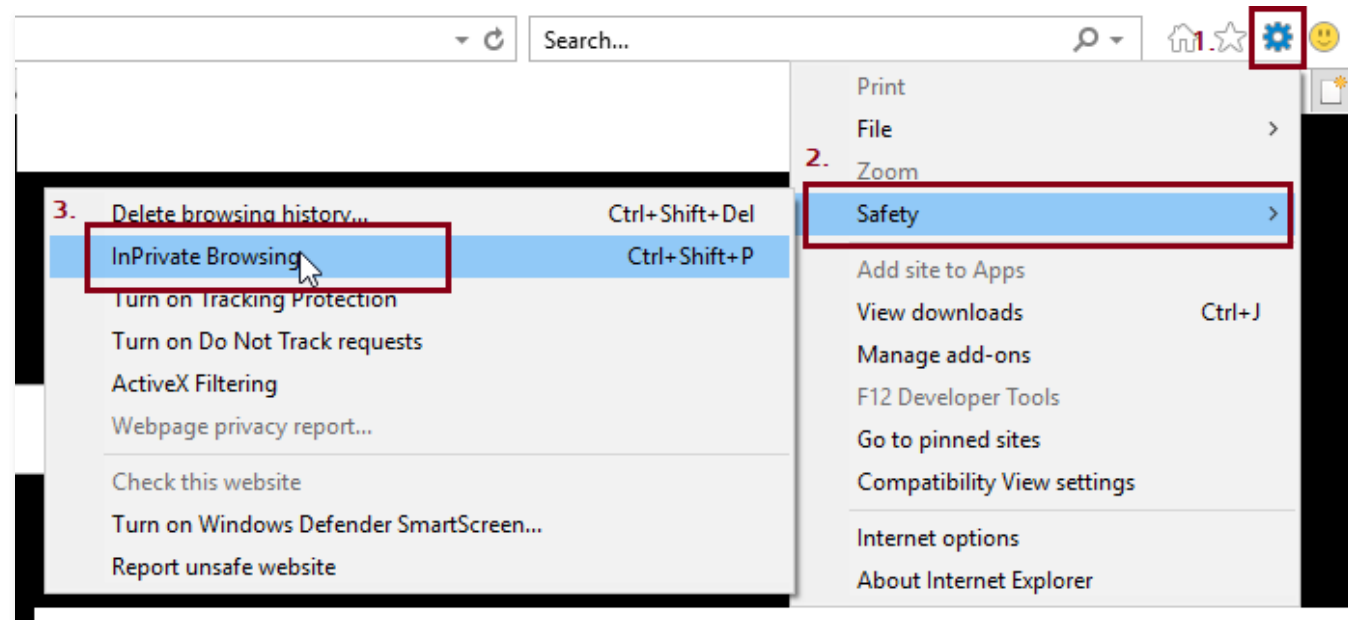 Search...
1.
Print
File
2.
Zoom
Safety
Add site to Apps
View downloads Ctrl+J
Manage add-ons
F12 Developer Tools
Go to pinned sites
Compatibility View settings
Internet options
About Internet Explorer
3.
Delete browsing history... Ctrl+Shift+Del
InPrivate Browsing Ctrl+Shift+P
Turn on Tracking Protection
Turn on Do Not Track requests
ActiveX Filtering
Webpage privacy report...
Check this website
Turn on Windows Defender SmartScreen...
Report unsafe website